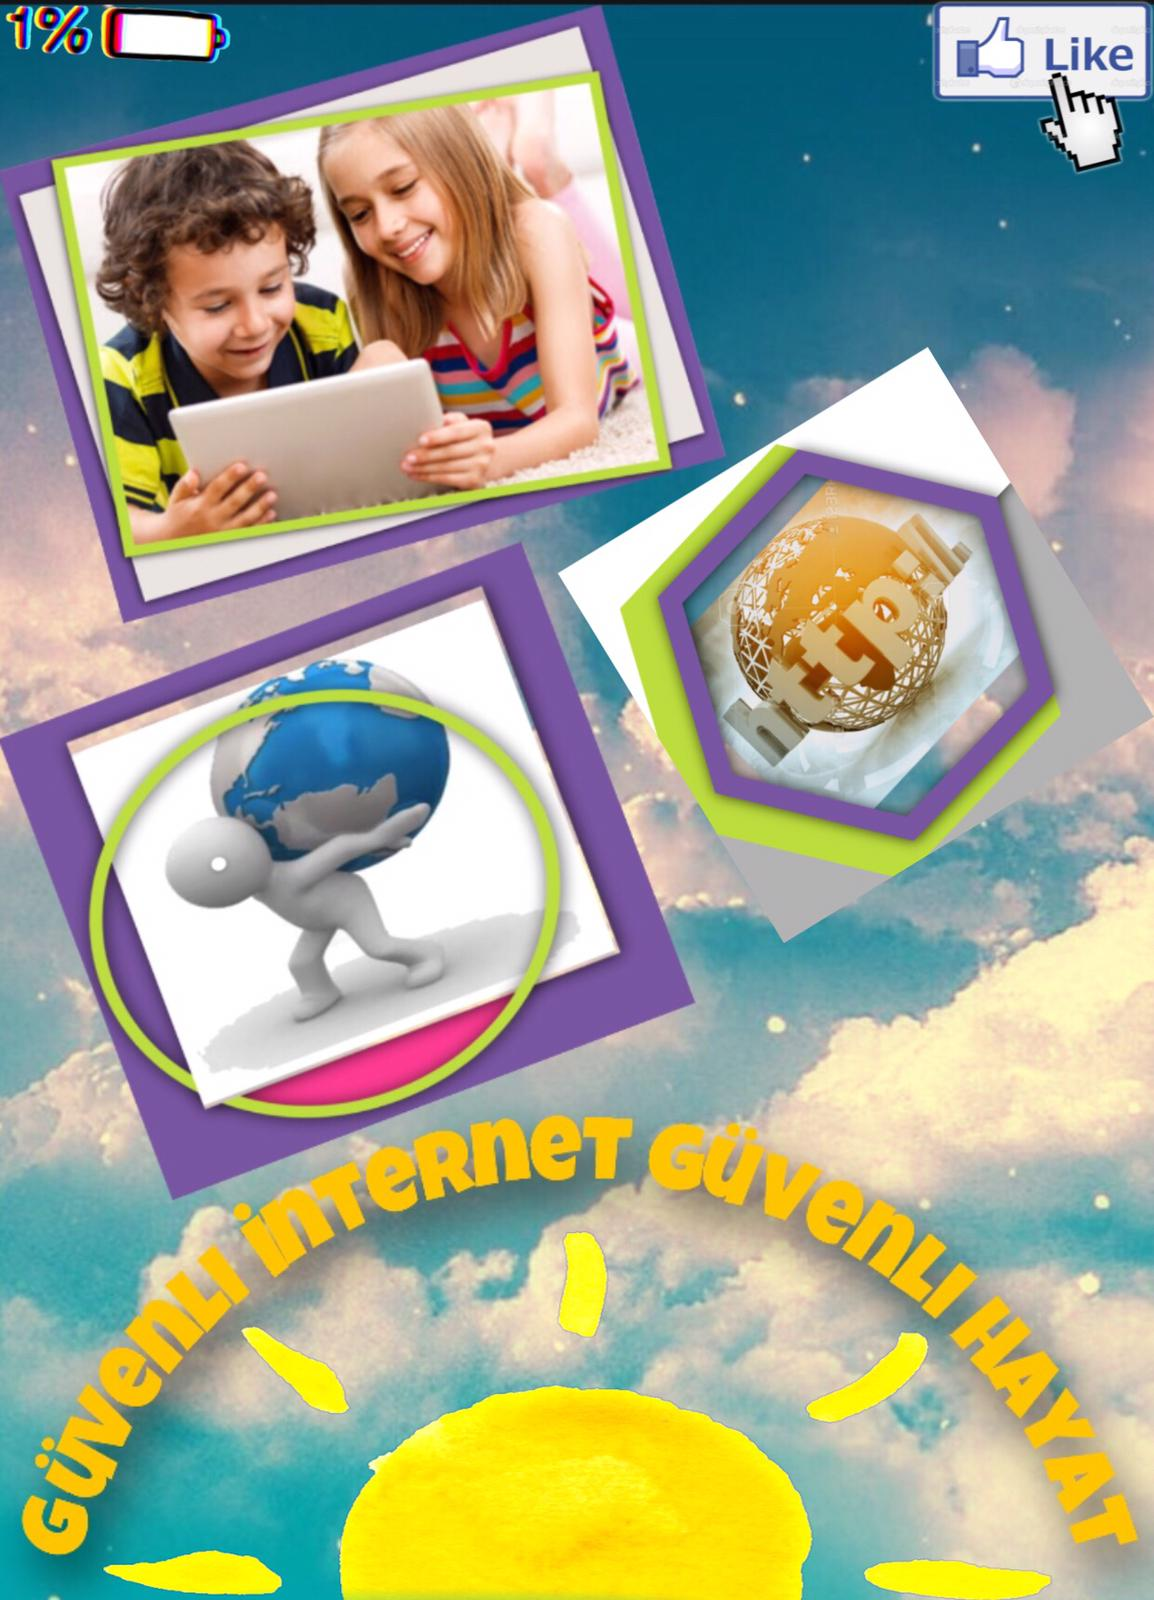 1%
Like
http://
GÜVENLİ İNTERNET GÜVENLİ HAYAT